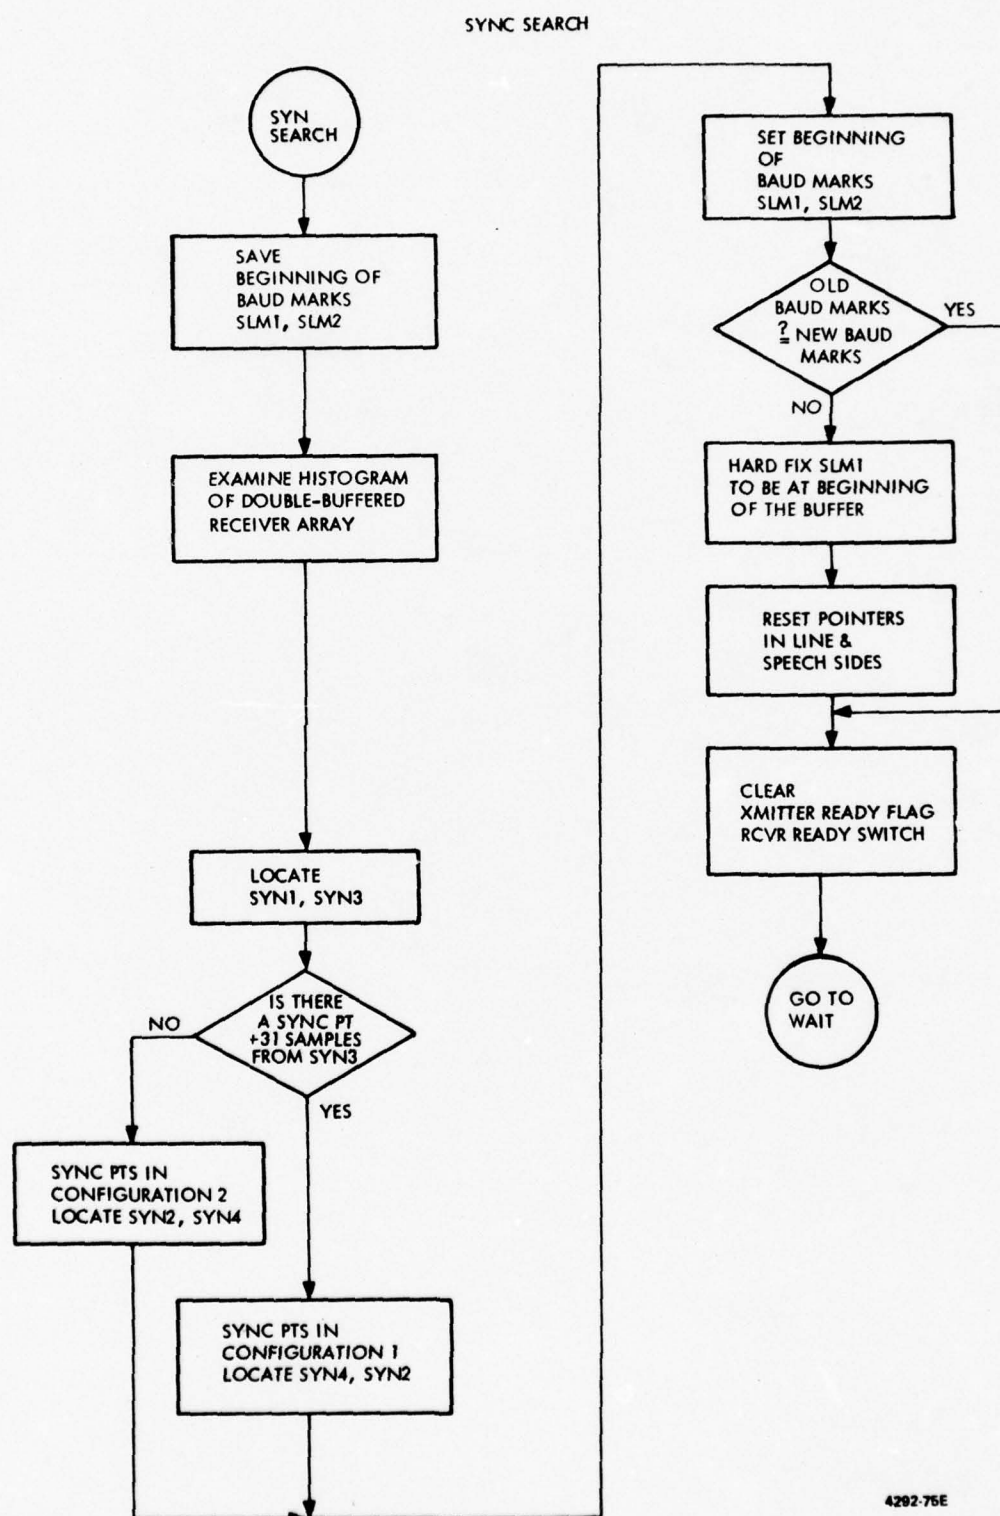 SYNC SEARCH
SYN
SEARCH
SAVE
BEGINNING OF
BAUD MARKS
SLM1, SLM2
EXAMINE HISTOGRAM
OF DOUBLE-BUFFERED
RECEIVER ARRAY
LOCATE
SYN1, SYN3
IS THERE
A SYNC PT
+31 SAMPLES
FROM SYN3
NO
YES
SYNC PTS IN
CONFIGURATION 2
LOCATE SYN2, SYN4
SYNC PTS IN
CONFIGURATION 1
LOCATE SYN4, SYN2
SET BEGINNING
OF
BAUD MARKS
SLM1, SLM2
OLD
BAUD MARKS
≟ NEW BAUD
MARKS
YES
NO
HARD FIX SLM1
TO BE AT BEGINNING
OF THE BUFFER
RESET POINTERS
IN LINE &
SPEECH SIDES
CLEAR
XMITTER READY FLAG
RCVR READY SWITCH
GO TO
WAIT
4292-75E